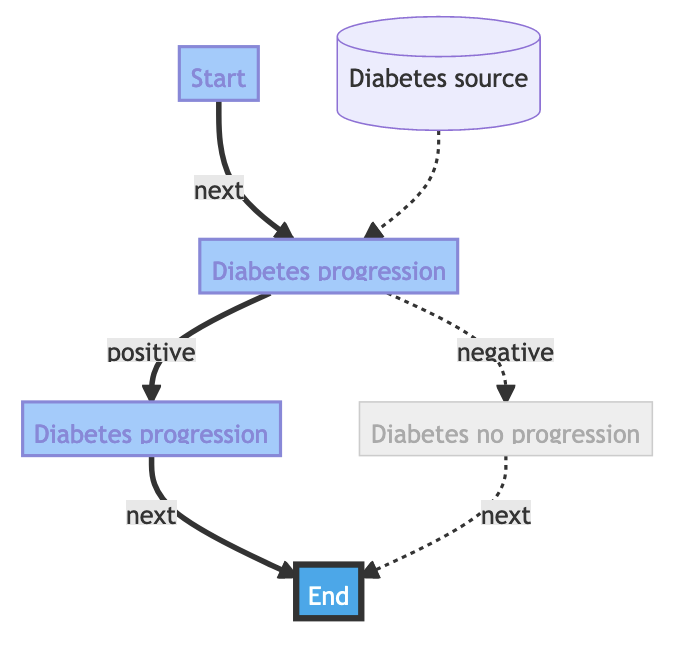 Start
Diabetes source
next
Diabetes progression
positive
negative
Diabetes progression
Diabetes no progression
next
next
End